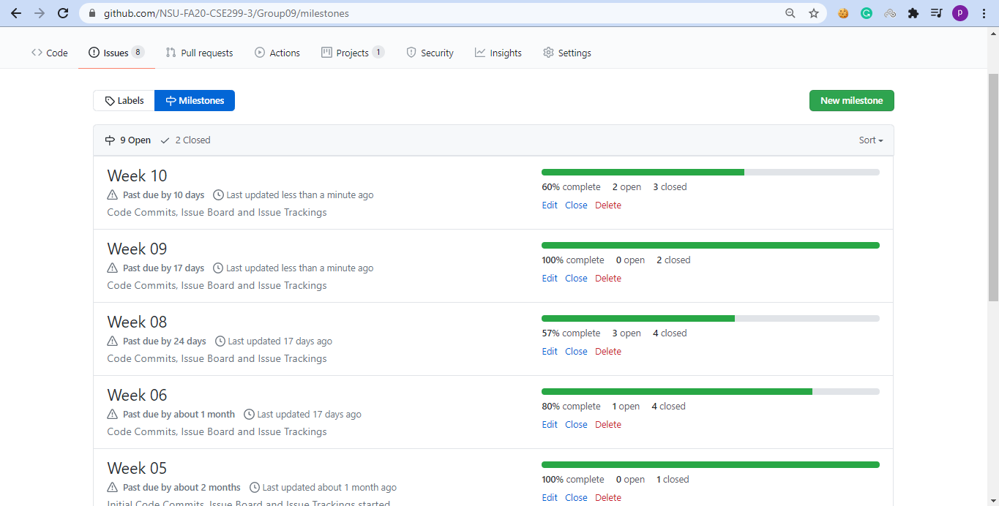 github.com/NSU-FA20-CSE299-3/Group09/milestones
Code Issues 8 Pull requests Actions Projects 1 Security Insights Settings
Labels Milestones New milestone
9 Open 2 Closed Sort
Week 10
Past due by 10 days Last updated less than a minute ago
Code Commits, Issue Board and Issue Trackings
60% complete 2 open 3 closed
Edit Close Delete
Week 09
Past due by 17 days Last updated less than a minute ago
Code Commits, Issue Board and Issue Trackings
100% complete 0 open 2 closed
Edit Close Delete
Week 08
Past due by 24 days Last updated 17 days ago
Code Commits, Issue Board and Issue Trackings
57% complete 3 open 4 closed
Edit Close Delete
Week 06
Past due by about 1 month Last updated 17 days ago
Code Commits, Issue Board and Issue Trackings
80% complete 1 open 4 closed
Edit Close Delete
Week 05
Past due by about 2 months Last updated about 1 month ago
Initial Code Commits, Issue Board and Issue Trackings started
100% complete 0 open 1 closed
Edit Close Delete